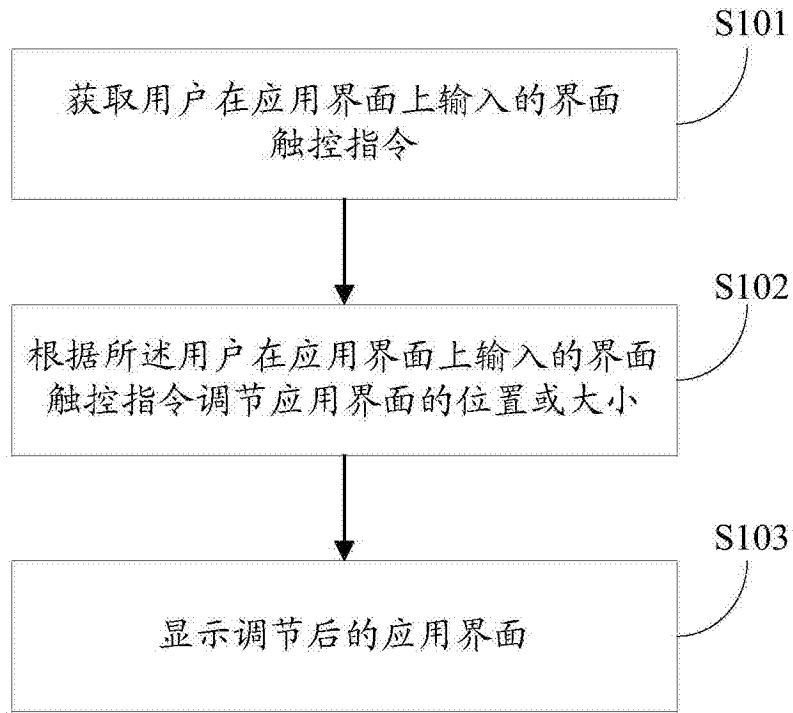 S101
获取用户在应用界面上输入的界面
触控指令
S102
根据所述用户在应用界面上输入的界面
触控指令调节应用界面的位置或大小
S103
显示调节后的应用界面